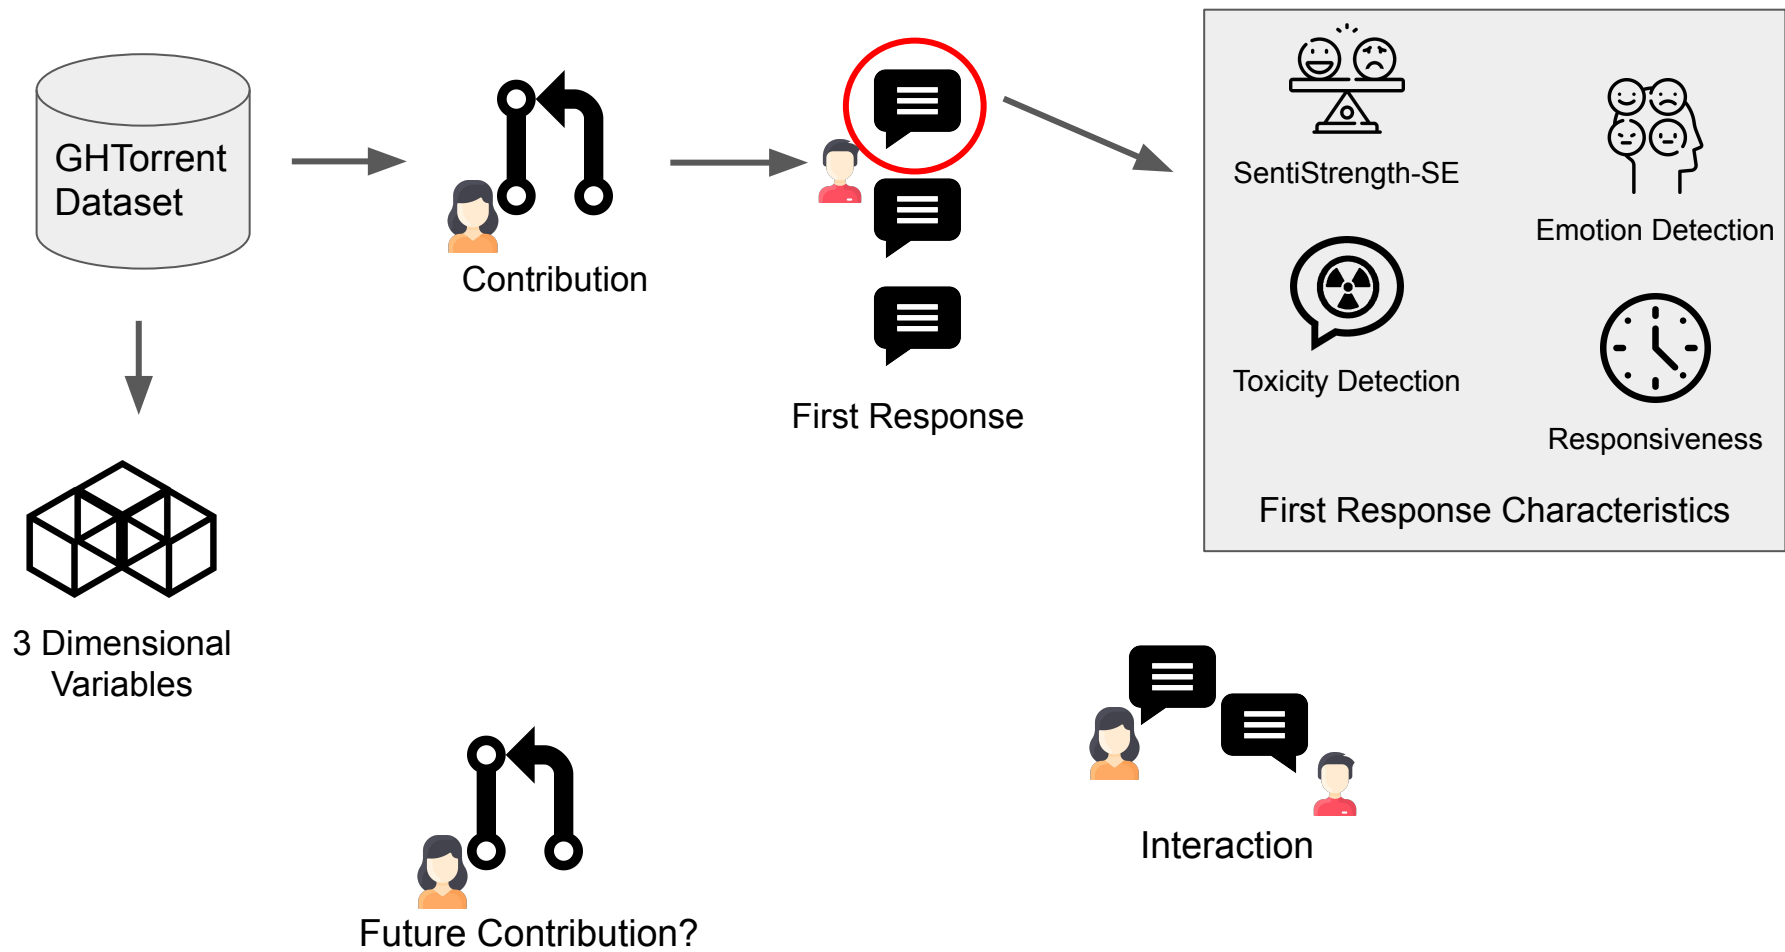 GHTorrent
Dataset
Contribution
First Response
SentiStrength-SE
Emotion Detection
Toxicity Detection
Responsiveness
First Response Characteristics
3 Dimensional
Variables
Interaction
Future Contribution?